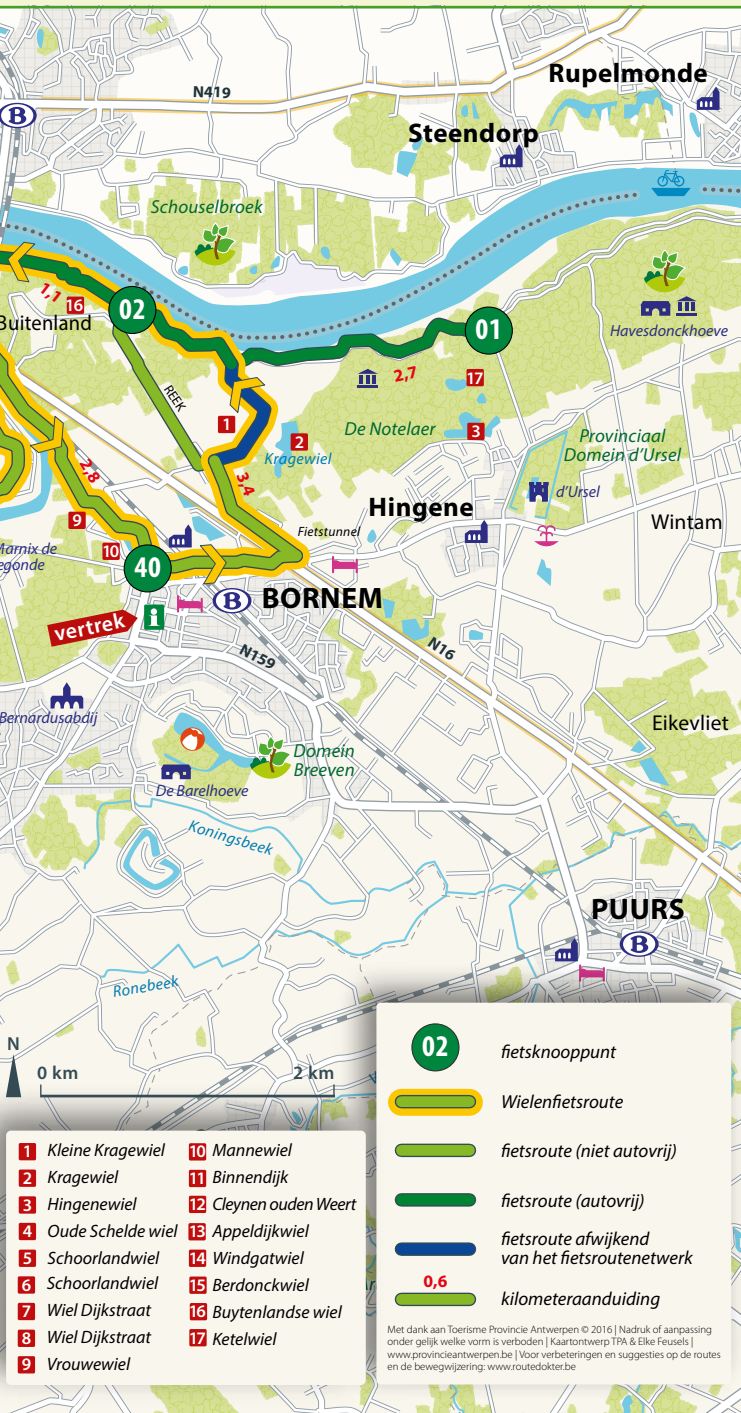 Rupelmonde
N419
B
Steendorp
Schouselbroek
1,1
16
02
Buitenland
01
Havesdonckhoeve
2,7
17
REEK
1
De Notelaer
3
2
Kragewiel
Provinciaal
Domein d'Ursel
d'Ursel
2,8
3,4
Hingene
Wintam
9
Fietstunnel
10
Marnix de
egonde
40
B
BORNEM
i
vertrek
N16
N159
Bernardusabdij
Eikevliet
Domein
Breeven
De Barelhoeve
Koningsbeek
PUURS
B
Ronebeek
N
0 km
2 km
1 Kleine Kragewiel
2 Kragewiel
3 Hingenewiel
4 Oude Schelde wiel
5 Schoorlandwiel
6 Schoorlandwiel
7 Wiel Dijkstraat
8 Wiel Dijkstraat
9 Vrouwewiel
10 Mannewiel
11 Binnendijk
12 Cleynen ouden Weert
13 Appeldijkwiel
14 Windgatwiel
15 Berdonckwiel
16 Buytenlandse wiel
17 Ketelwiel
02 fietsknooppunt
Wielenfietsroute
fietsroute (niet autovrij)
fietsroute (autovrij)
fietsroute afwijkend
van het fietsroutenetwerk
0,6
kilometeraanduiding
Met dank aan Toerisme Provincie Antwerpen © 2016 | Nadruk of aanpassing
onder gelijk welke vorm is verboden | Kaartontwerp TPA & Elke Feusels |
www.provincieantwerpen.be | Voor verbeteringen en suggesties op de routes
en de bewegwijzering: www.routedokter.be